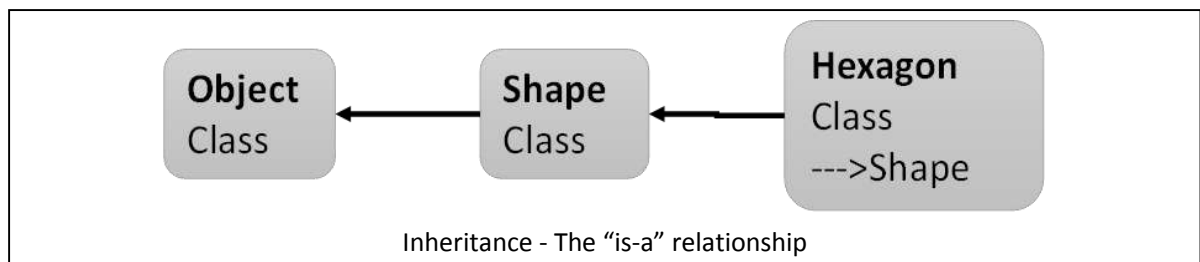 Object
Class
Shape
Class
Hexagon
Class
--->Shape
Inheritance - The “is-a” relationship